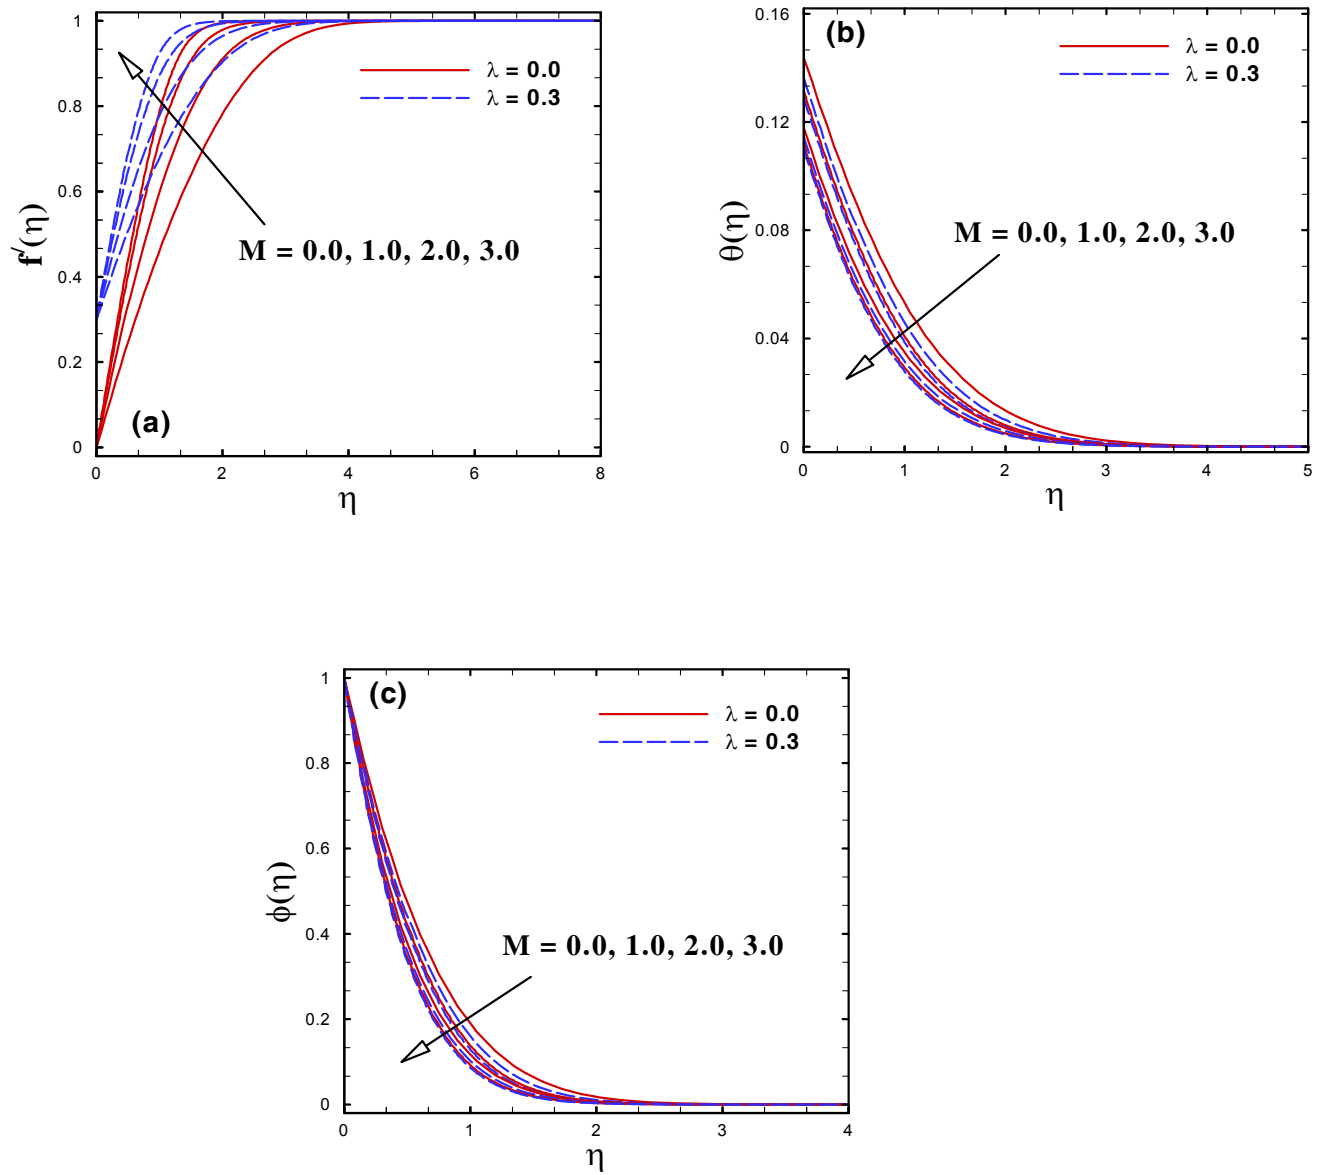 1
0.8
0.6
0.4
0.2
0
f′(η)
λ = 0.0
λ = 0.3
M = 0.0, 1.0, 2.0, 3.0
(a)
0 2 4 6 8
η
0.16
0.12
0.08
0.04
0
θ(η)
(b)
λ = 0.0
λ = 0.3
M = 0.0, 1.0, 2.0, 3.0
0 1 2 3 4 5
η
1
0.8
0.6
0.4
0.2
0
ϕ(η)
(c)
λ = 0.0
λ = 0.3
M = 0.0, 1.0, 2.0, 3.0
0 1 2 3 4
η